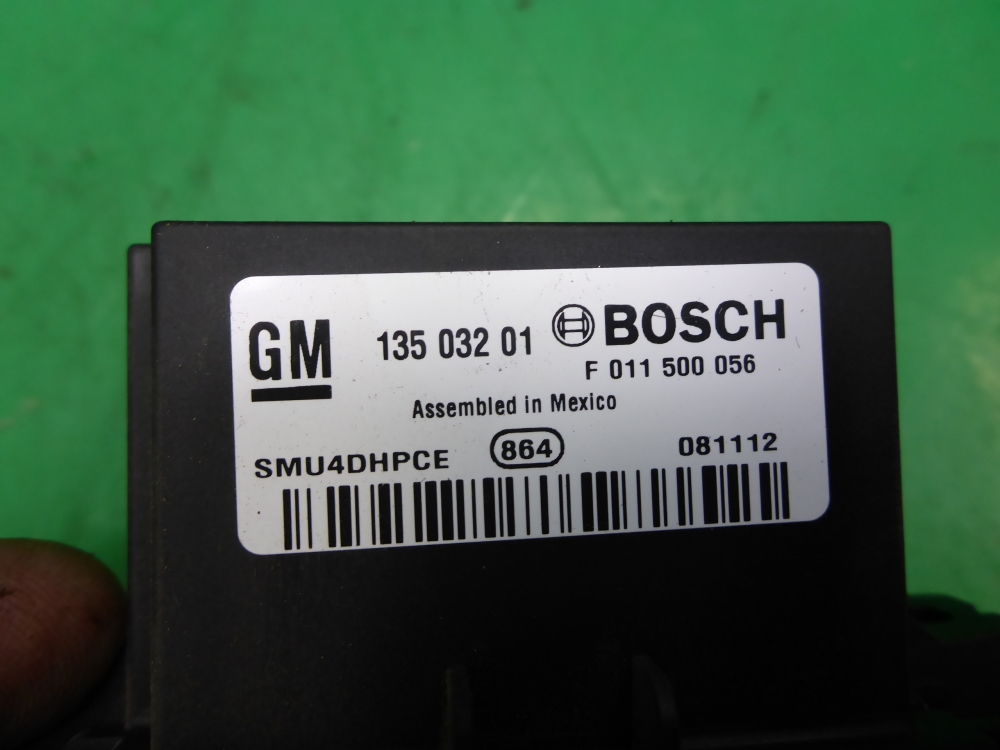 GM 135 032 01 BOSCH
F 011 500 056
Assembled in Mexico
SMU4DHPCE 864 081112